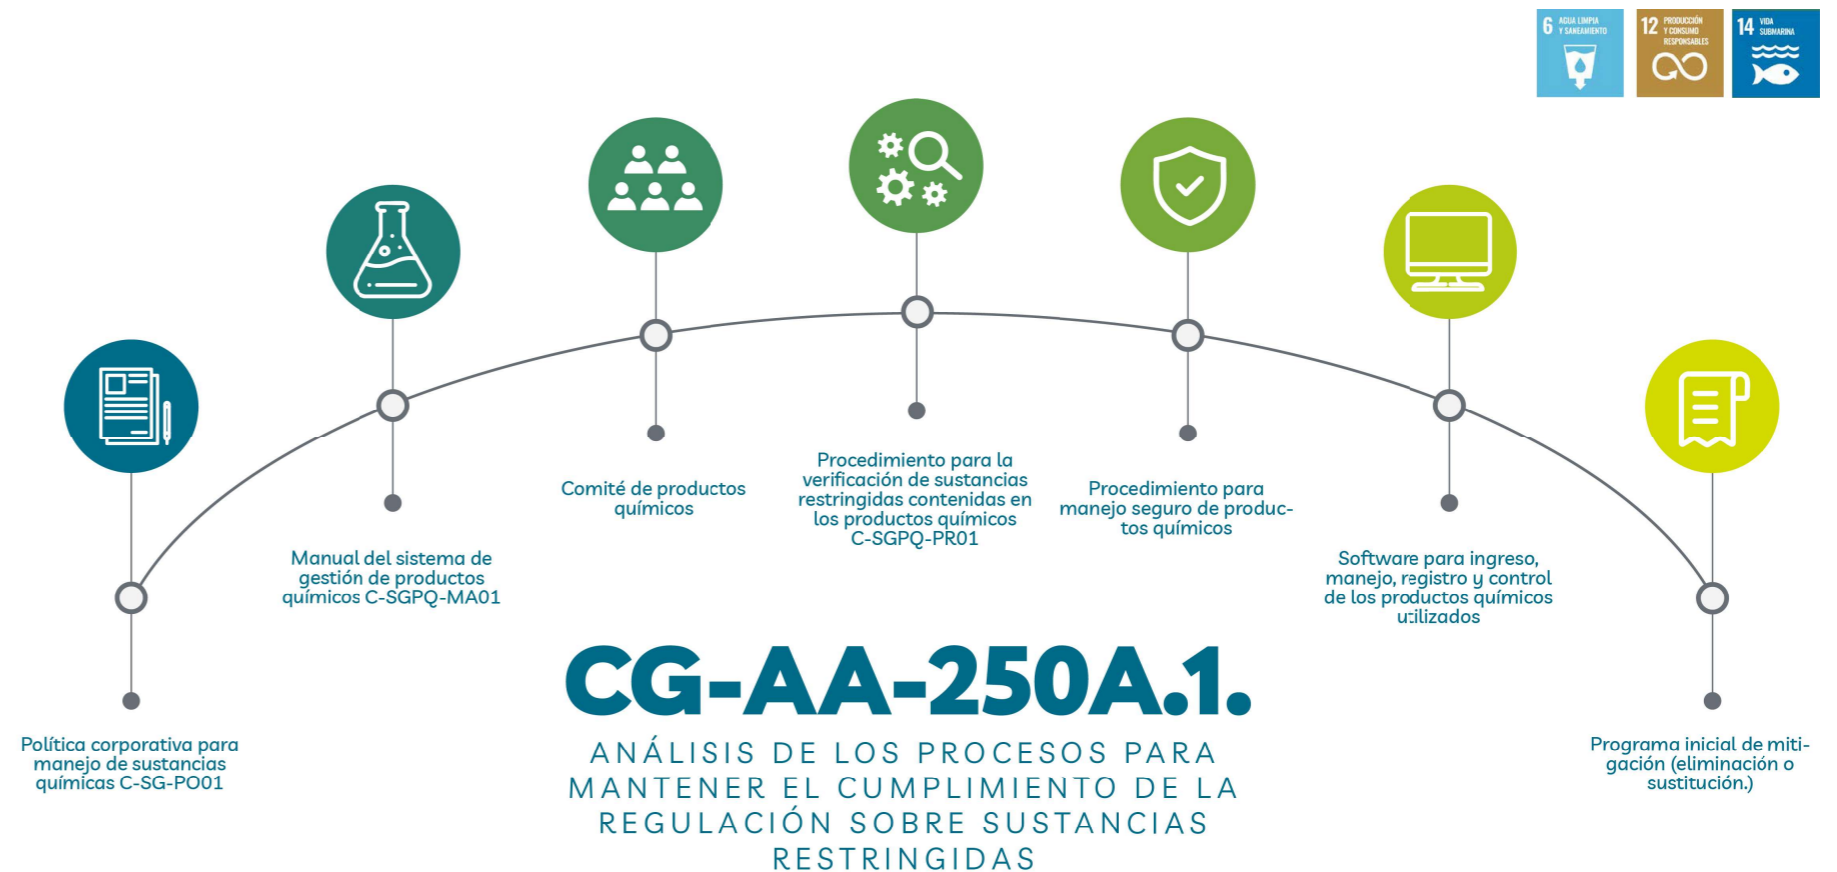 6 AGUA LIMPIA
Y SANEAMIENTO
12 PRODUCCIÓN
Y CONSUMO
RESPONSABLES
14 VIDA
SUBMARINA
Política corporativa para
manejo de sustancias
químicas C-SG-PO01
Manual del sistema de
gestión de productos
químicos C-SGPQ-MA01
Comité de productos
químicos
Procedimiento para la
verificación de sustancias
restringidas contenidas en
los productos químicos
C-SGPQ-PR01
Procedimiento para
manejo seguro de produc-
tos químicos
Software para ingreso,
manejo, registro y control
de los productos químicos
utilizados
Programa inicial de miti-
gación (eliminación o
sustitución.)
CG-AA-250A.1.
ANÁLISIS DE LOS PROCESOS PARA
MANTENER EL CUMPLIMIENTO DE LA
REGULACIÓN SOBRE SUSTANCIAS
RESTRINGIDAS